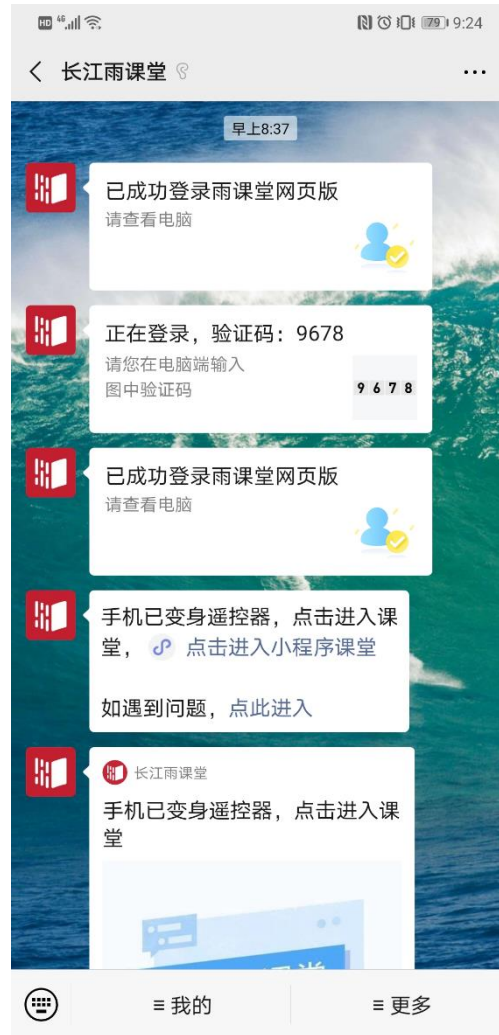 HD 46 79 9:24
长江雨课堂
早上8:37
已成功登录雨课堂网页版
请查看电脑
正在登录，验证码：9678
请您在电脑端输入
图中验证码
9 6 7 8
已成功登录雨课堂网页版
请查看电脑
手机已变身遥控器，点击进入课
堂， 点击进入小程序课堂
如遇到问题，点此进入
长江雨课堂
手机已变身遥控器，点击进入课
堂
我的
更多